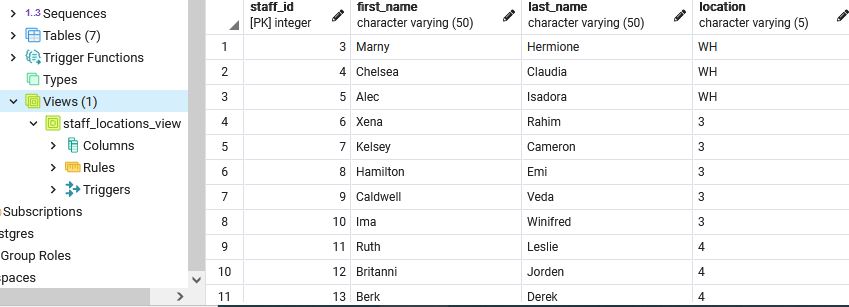 Sequences
Tables (7)
Trigger Functions
Types
Views (1)
staff_locations_view
Columns
Rules
Triggers
Subscriptions
stgres
Group Roles
spaces
staff_id first_name last_name location
[PK] integer character varying (50) character varying (50) character varying (5)
1 3 Marny Hermione WH
2 4 Chelsea Claudia WH
3 5 Alec Isadora WH
4 6 Xena Rahim 3
5 7 Kelsey Cameron 3
6 8 Hamilton Emi 3
7 9 Caldwell Veda 3
8 10 Ima Winifred 3
9 11 Ruth Leslie 4
10 12 Britanni Jorden 4
11 13 Berk Derek 4